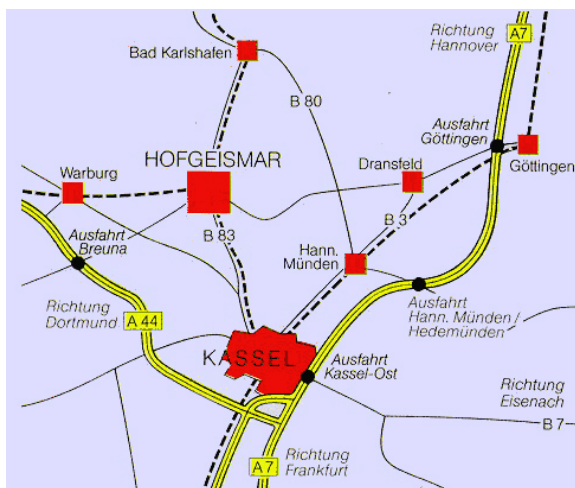 Richtung
Hannover
A7
Bad Karlshafen
B 80
Ausfahrt
Göttingen
HOFGEISMAR
Dransfeld
Göttingen
Warburg
B 3
B 83
Ausfahrt
Breuna
Hann.
Münden
Richtung
Dortmund
A 44
Ausfahrt
Hann. Münden /
Hedemünden
KASSEL
Ausfahrt
Kassel-Ost
Richtung
Eisenach
B 7
A7
Richtung
Frankfurt